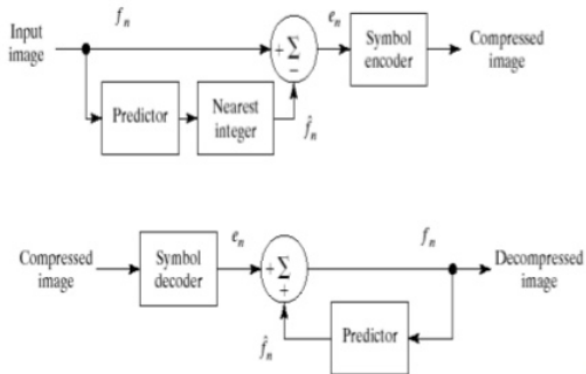 f_n
e_n
Input
image
+ Σ
−
Symbol
encoder
Compressed
image
Predictor
Nearest
integer
f̂_n
Compressed
image
Symbol
decoder
e_n
+ Σ
+
f_n
Decompressed
image
f̂_n
Predictor